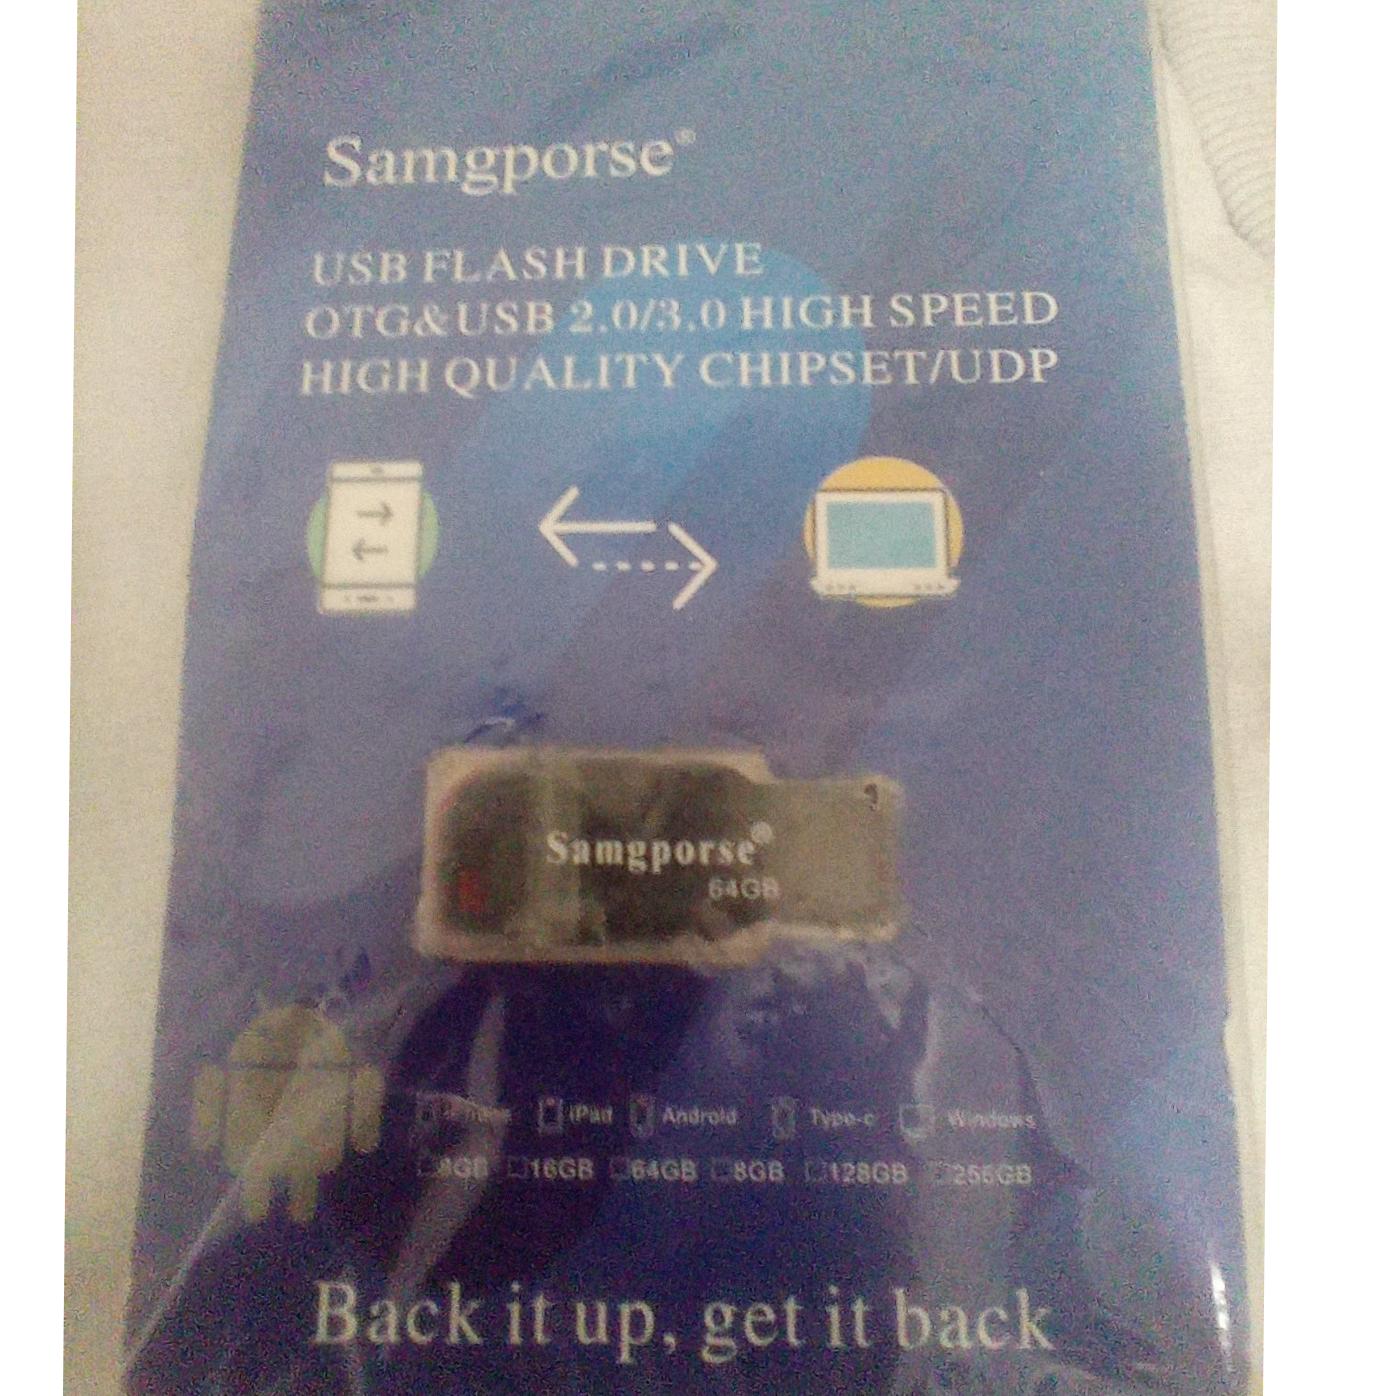 Samgporse®
USB FLASH DRIVE
OTG&USB 2.0/3.0 HIGH SPEED
HIGH QUALITY CHIPSET/UDP
Samgporse®
64GB
iPad Android Type-c Windows
8GB 16GB 64GB 8GB 128GB 256GB
Back it up, get it back